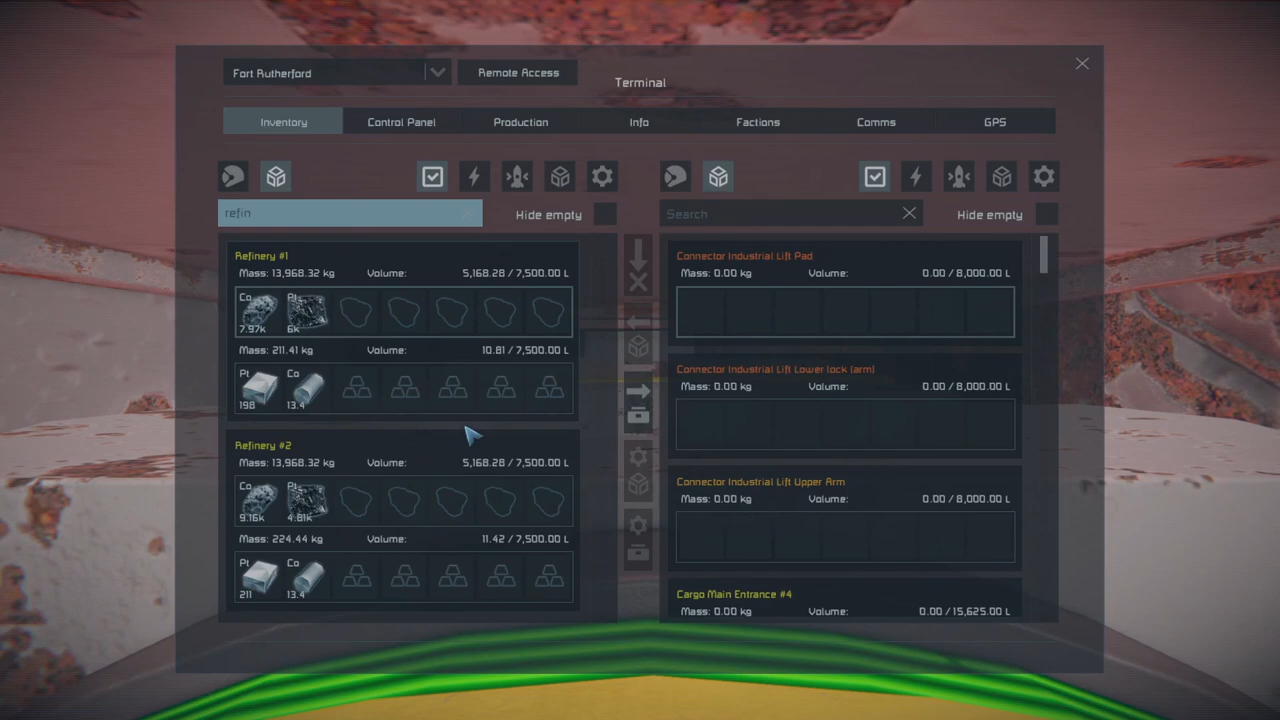 Fort Rutherford
Remote Access
Terminal
Inventory
Control Panel
Production
Info
Factions
Comms
GPS
refin
Hide empty
Search
Hide empty
Refinery #1
Mass: 13,968.32 kg Volume: 5,168.28 / 7,500.00 L
Co Pt
7.97k 6k
Mass: 211.41 kg Volume: 10.81 / 7,500.00 L
Pt Co
198 13.4
Refinery #2
Mass: 13,968.32 kg Volume: 5,168.28 / 7,500.00 L
Co Pt
9.16k 4.81k
Mass: 224.44 kg Volume: 11.42 / 7,500.00 L
Pt Co
211 13.4
Connector Industrial Lift Pad
Mass: 0.00 kg Volume: 0.00 / 8,000.00 L
Connector Industrial Lift Lower lock (arm)
Mass: 0.00 kg Volume: 0.00 / 8,000.00 L
Connector Industrial Lift Upper Arm
Mass: 0.00 kg Volume: 0.00 / 8,000.00 L
Cargo Main Entrance #4
Mass: 0.00 kg Volume: 0.00 / 15,625.00 L